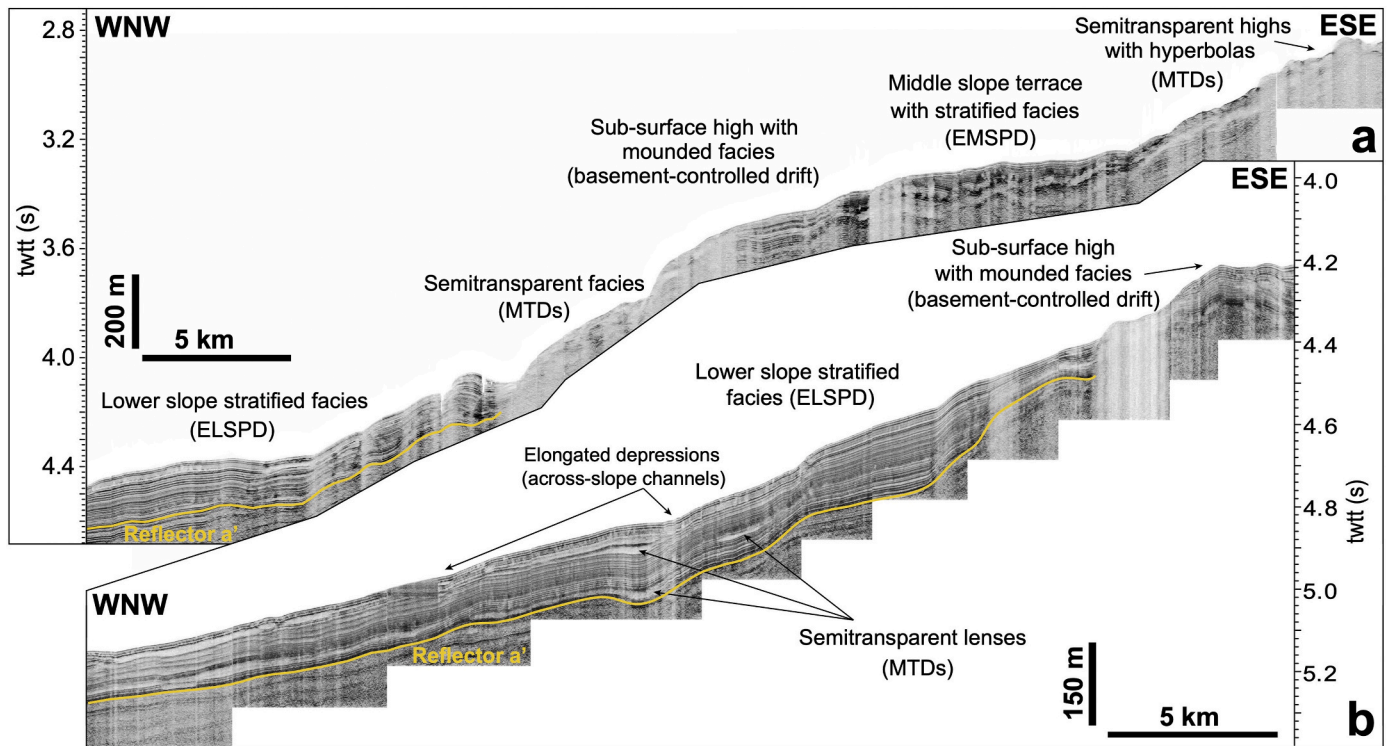 WNW
ESE
2.8
3.2
3.6
4.0
4.4
twtt (s)
Semitransparent highs
with hyperbolas
(MTDs)
Middle slope terrace
with stratified facies
(EMSPD)
Sub-surface high with
mounded facies
(basement-controlled drift)
Semitransparent facies
(MTDs)
200 m
5 km
Lower slope stratified facies
(ELSPD)
Reflector a'
a
WNW
ESE
4.0
4.2
4.4
4.6
4.8
5.0
5.2
twtt (s)
Sub-surface high
with mounded facies
(basement-controlled drift)
Lower slope stratified
facies (ELSPD)
Elongated depressions
(across-slope channels)
Reflector a'
Semitransparent lenses
(MTDs)
150 m
5 km
b